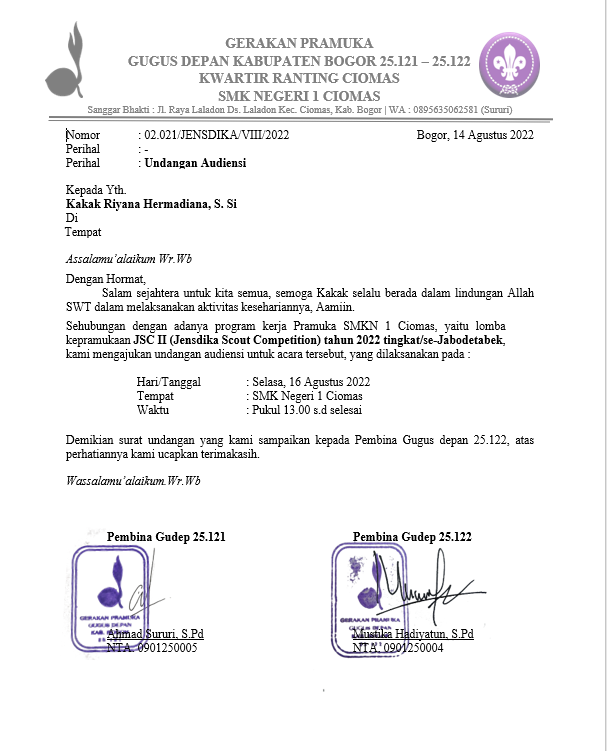 GERAKAN PRAMUKA
GUGUS DEPAN KABUPATEN BOGOR 25.121 – 25.122
KWARTIR RANTING CIOMAS
SMK NEGERI 1 CIOMAS
Sanggar Bhakti : Jl. Raya Laladon Ds. Laladon Kec. Ciomas, Kab. Bogor | WA : 0895635062581 (Sururi)
Nomor : 02.021/JENSDIKA/VIII/2022 Bogor, 14 Agustus 2022
Perihal : -
Perihal : Undangan Audiensi
Kepada Yth.
Kakak Riyana Hermadiana, S. Si
Di
Tempat
Assalamu’alaikum Wr.Wb
Dengan Hormat,
Salam sejahtera untuk kita semua, semoga Kakak selalu berada dalam lindungan Allah
SWT dalam melaksanakan aktivitas kesehariannya, Aamiin.
Sehubungan dengan adanya program kerja Pramuka SMKN 1 Ciomas, yaitu lomba
kepramukaan JSC II (Jensdika Scout Competition) tahun 2022 tingkat/se-Jabodetabek,
kami mengajukan undangan audiensi untuk acara tersebut, yang dilaksanakan pada :
Hari/Tanggal : Selasa, 16 Agustus 2022
Tempat : SMK Negeri 1 Ciomas
Waktu : Pukul 13.00 s.d selesai
Demikian surat undangan yang kami sampaikan kepada Pembina Gugus depan 25.122, atas
perhatiannya kami ucapkan terimakasih.
Wassalamu’alaikum.Wr.Wb
Pembina Gudep 25.121 Pembina Gudep 25.122
GERAKAN PRAMUKA GERAKAN PRAMUKA
GUGUS DEPAN GUGUS DEPAN
KAB.
Ahmad Sururi, S.Pd Mustika Hadiyatun, S.Pd
NTA. 0901250005 NTA. 0901250004